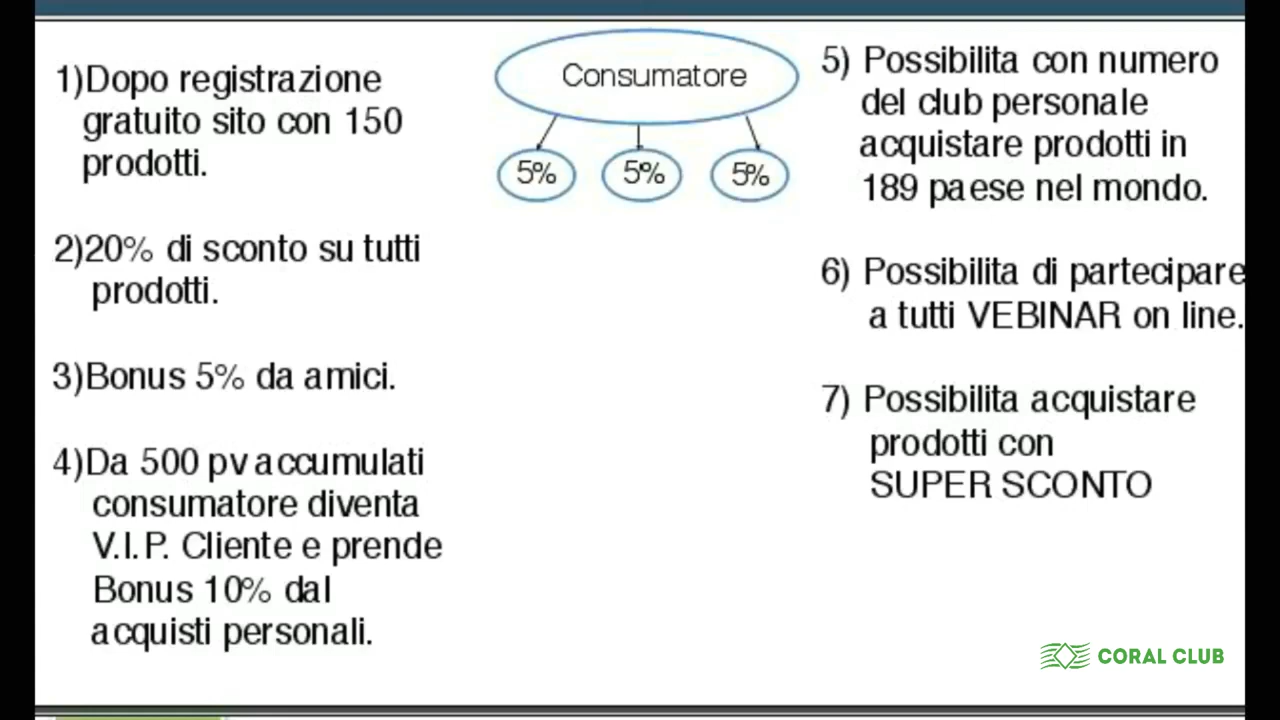 1)Dopo registrazione
gratuito sito con 150
prodotti.
2)20% di sconto su tutti
prodotti.
3)Bonus 5% da amici.
4)Da 500 pv accumulati
consumatore diventa
V.I.P. Cliente e prende
Bonus 10% dal
acquisti personali.
Consumatore
5% 5% 5%
5) Possibilita con numero
del club personale
acquistare prodotti in
189 paese nel mondo.
6) Possibilita di partecipare
a tutti VEBINAR on line.
7) Possibilita acquistare
prodotti con
SUPER SCONTO
CORAL CLUB